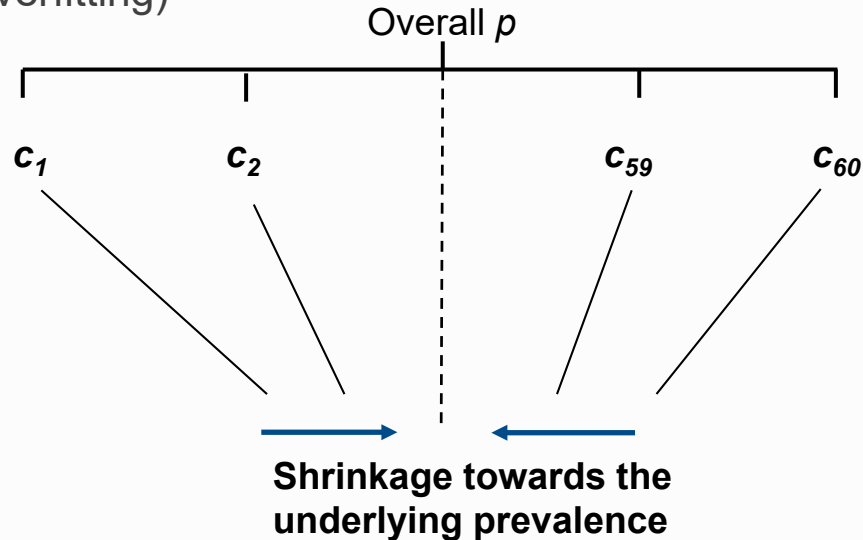 Overall p
c1 c2 c59 c60
Shrinkage towards the
underlying prevalence